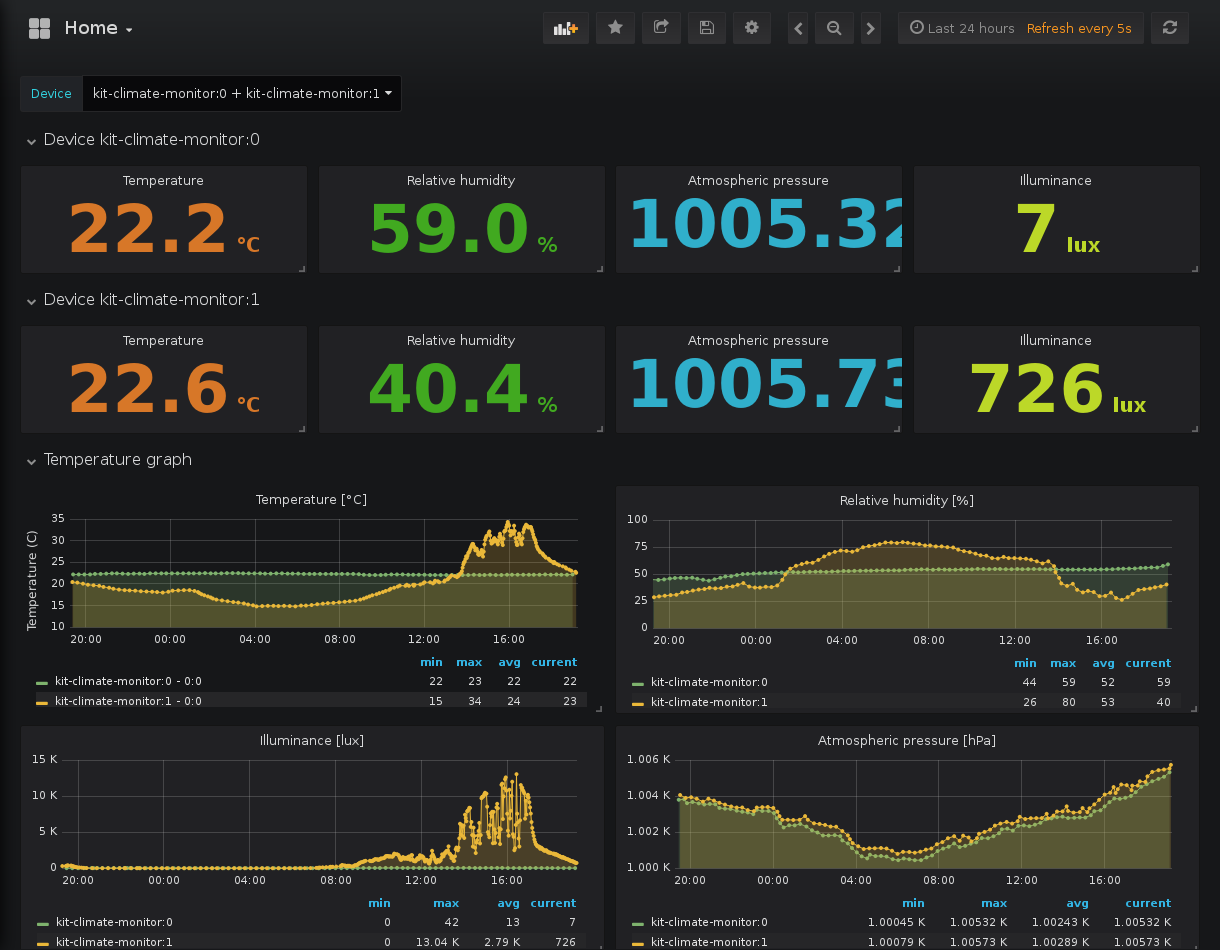 Home
Last 24 hours Refresh every 5s
Device kit-climate-monitor:0 + kit-climate-monitor:1
Device kit-climate-monitor:0
Temperature Relative humidity Atmospheric pressure Illuminance
22.2 °C 59.0 % 1005.32 7 lux
Device kit-climate-monitor:1
Temperature Relative humidity Atmospheric pressure Illuminance
22.6 °C 40.4 % 1005.73 726 lux
Temperature graph
Temperature [°C]
Temperature (C)
35
30
25
20
15
10
20:00 00:00 04:00 08:00 12:00 16:00
min max avg current
kit-climate-monitor:0 - 0:0 22 23 22 22
kit-climate-monitor:1 - 0:0 15 34 24 23
Relative humidity [%]
100
75
50
25
0
20:00 00:00 04:00 08:00 12:00 16:00
min max avg current
kit-climate-monitor:0 44 59 52 59
kit-climate-monitor:1 26 80 53 40
Illuminance [lux]
15 K
10 K
5 K
0
20:00 00:00 04:00 08:00 12:00 16:00
min max avg current
kit-climate-monitor:0 0 42 13 7
kit-climate-monitor:1 0 13.04 K 2.79 K 726
Atmospheric pressure [hPa]
1.006 K
1.004 K
1.002 K
1.000 K
20:00 00:00 04:00 08:00 12:00 16:00
min max avg current
kit-climate-monitor:0 1.00045 K 1.00532 K 1.00243 K 1.00532 K
kit-climate-monitor:1 1.00079 K 1.00573 K 1.00289 K 1.00573 K